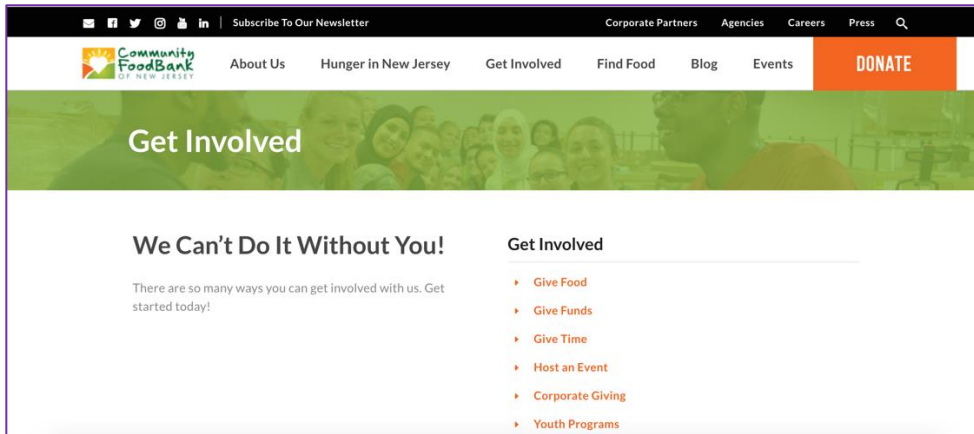 Subscribe To Our Newsletter
Corporate Partners Agencies Careers Press
Community
FoodBank
OF NEW JERSEY
About Us Hunger in New Jersey Get Involved Find Food Blog Events DONATE
Get Involved
We Can't Do It Without You!
There are so many ways you can get involved with us. Get
started today!
Get Involved
Give Food
Give Funds
Give Time
Host an Event
Corporate Giving
Youth Programs